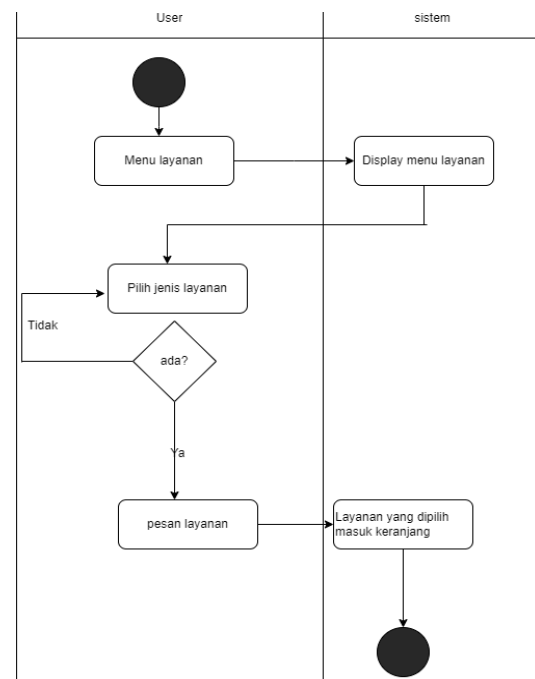 User
sistem
Menu layanan
Display menu layanan
Pilih jenis layanan
Tidak
ada?
Ya
pesan layanan
Layanan yang dipilih
masuk keranjang